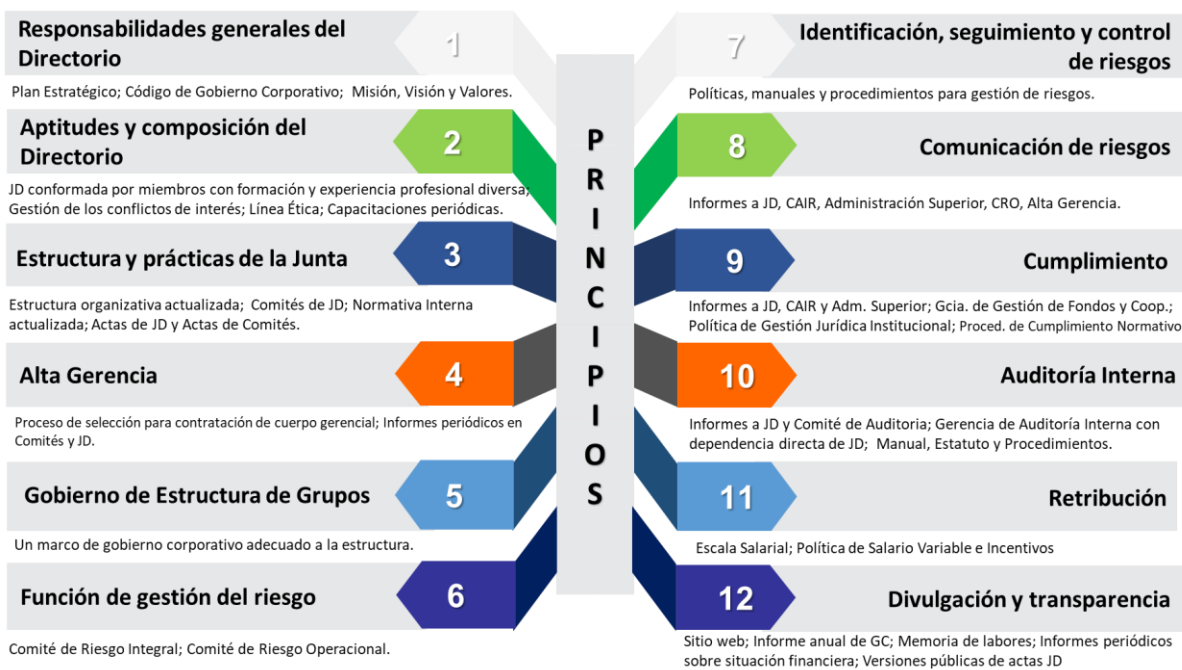 Responsabilidades generales del
Directorio
1
Plan Estratégico; Código de Gobierno Corporativo; Misión, Visión y Valores.
Aptitudes y composición del
Directorio
2
JD conformada por miembros con formación y experiencia profesional diversa;
Gestión de los conflictos de interés; Línea Ética; Capacitaciones periódicas.
Estructura y prácticas de la Junta
3
Estructura organizativa actualizada; Comités de JD; Normativa Interna
actualizada; Actas de JD y Actas de Comités.
Alta Gerencia
4
Proceso de selección para contratación de cuerpo gerencial; Informes periódicos en
Comités y JD.
Gobierno de Estructura de Grupos
5
Un marco de gobierno corporativo adecuado a la estructura.
Función de gestión del riesgo
6
Comité de Riesgo Integral; Comité de Riesgo Operacional.
PRINCIPIOS
7
Identificación, seguimiento y control
de riesgos
Políticas, manuales y procedimientos para gestión de riesgos.
8
Comunicación de riesgos
Informes a JD, CAIR, Administración Superior, CRO, Alta Gerencia.
9
Cumplimiento
Informes a JD, CAIR y Adm. Superior; Gcia. de Gestión de Fondos y Coop.;
Política de Gestión Jurídica Institucional; Proced. de Cumplimiento Normativo
10
Auditoría Interna
Informes a JD y Comité de Auditoria; Gerencia de Auditoría Interna con
dependencia directa de JD; Manual, Estatuto y Procedimientos.
11
Retribución
Escala Salarial; Política de Salario Variable e Incentivos
12
Divulgación y transparencia
Sitio web; Informe anual de GC; Memoria de labores; Informes periódicos
sobre situación financiera; Versiones públicas de actas JD